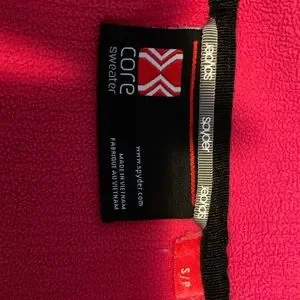 core
sweater
www.spyder.com
MADE IN VIETNAM
FABRIQUÉ AU VIETNAM
spyder
spyder
spyder
S/P